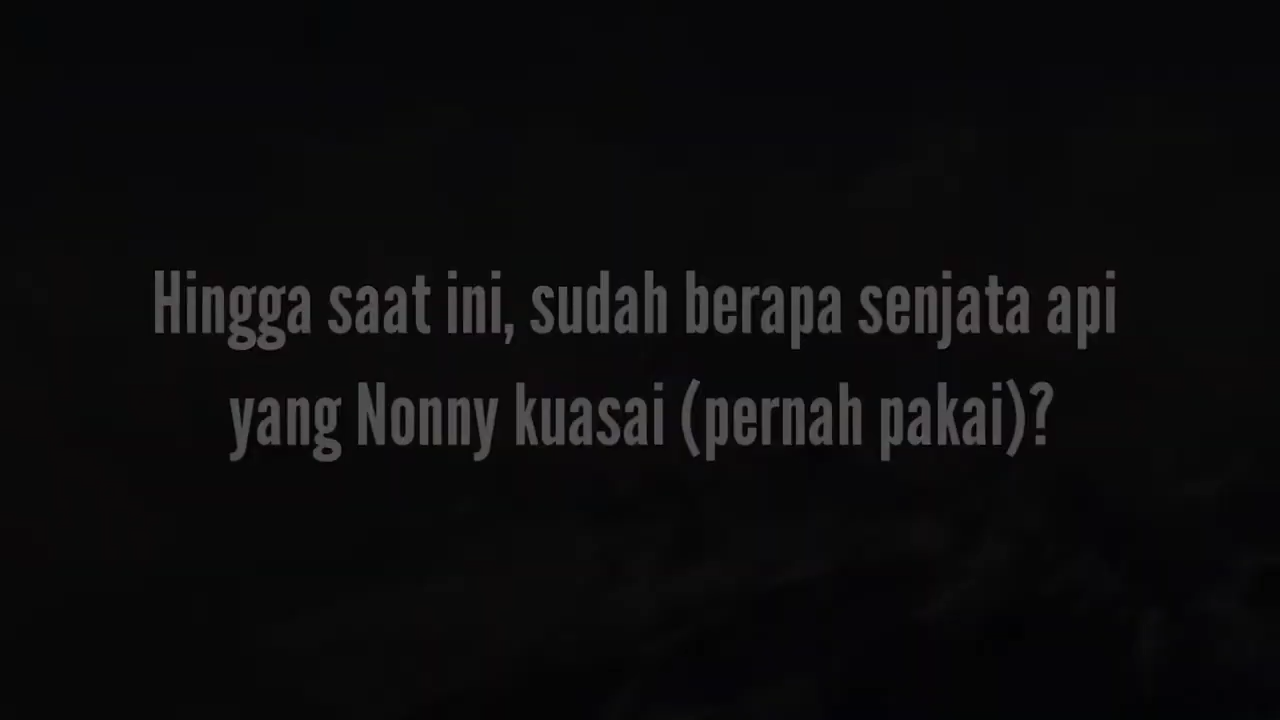 Hingga saat ini, sudah berapa senjata api
yang Nonny kuasai (pernah pakai)?